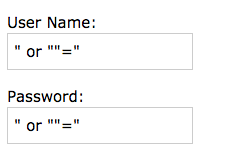 User Name:
" or ""="
Password:
" or ""="